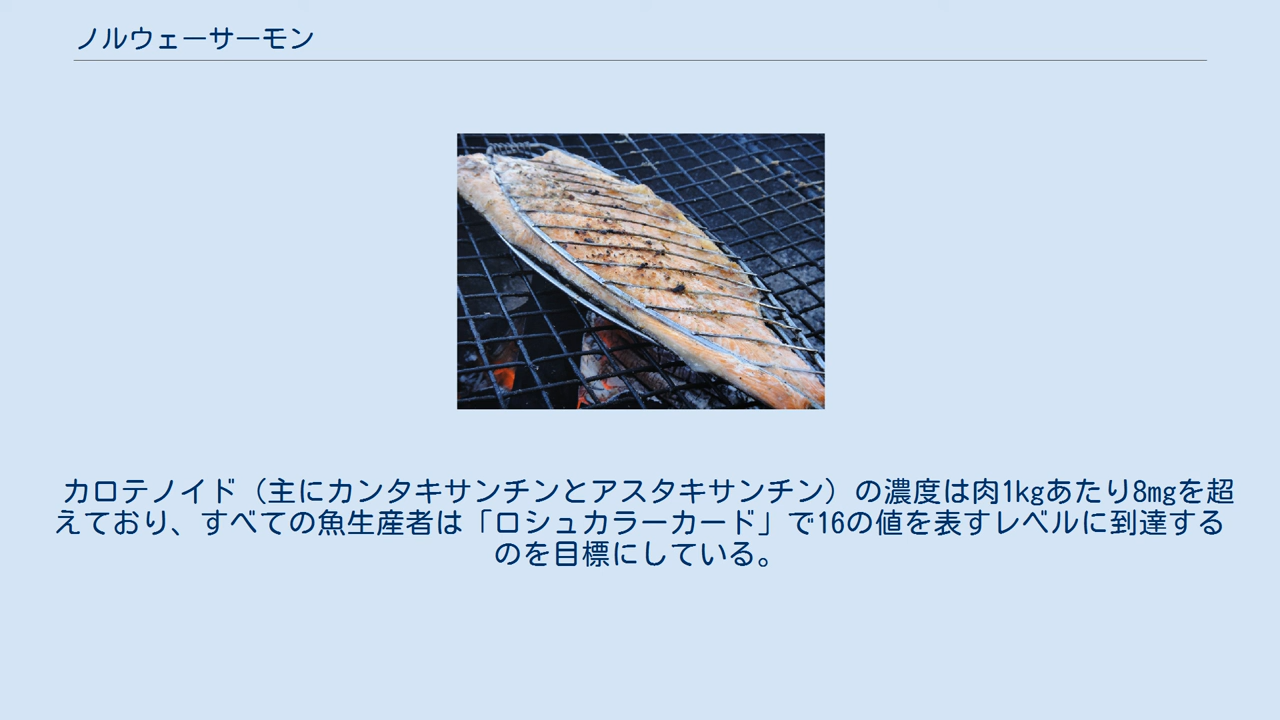 ノルウェーサーモン
カロテノイド（主にカンタキサンチンとアスタキサンチン）の濃度は肉1kgあたり8mgを超
えており、すべての魚生産者は「ロシュカラーカード」で16の値を表すレベルに到達する
のを目標にしている。